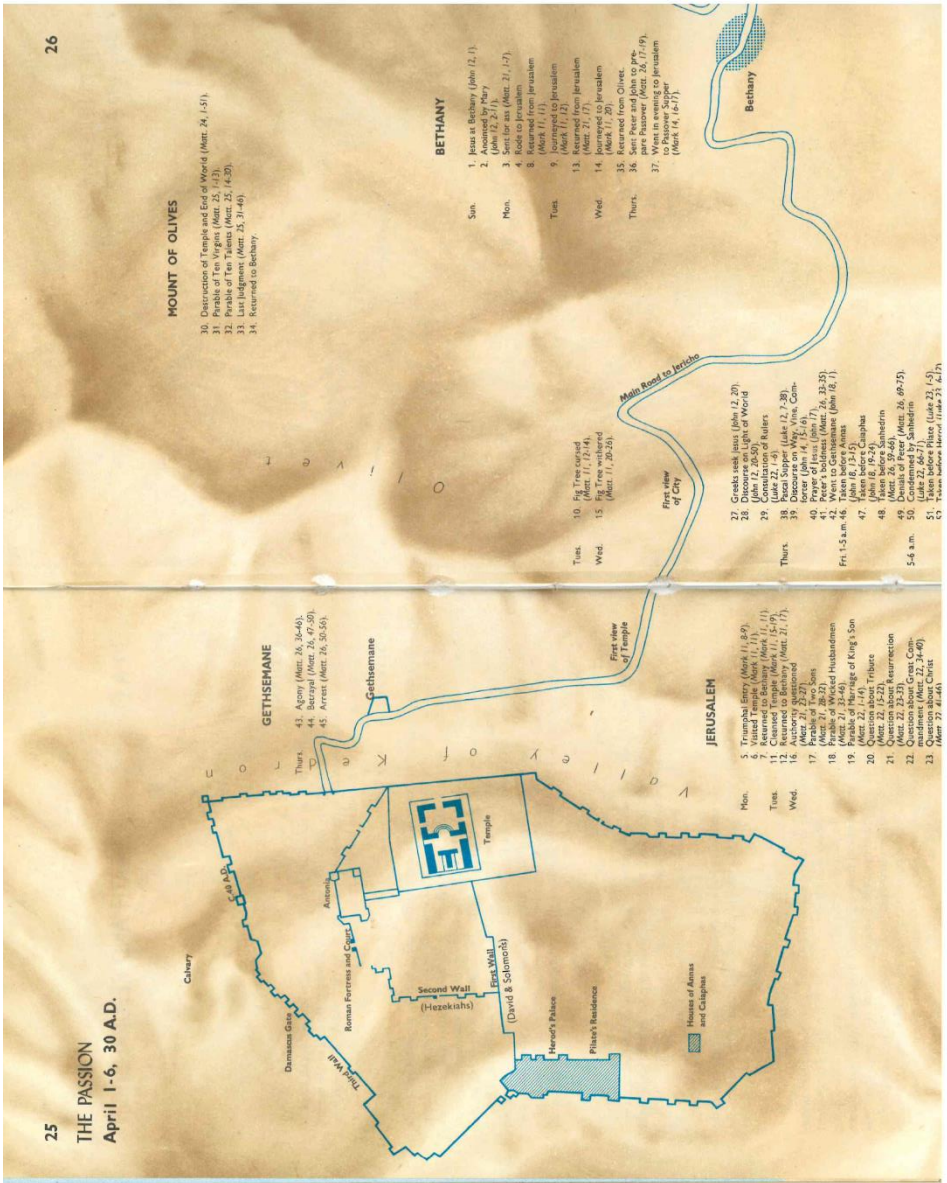 25
THE PASSION
April 1-6, 30 A.D.
Calvary
Damascus Gate
Third Wall
C.40 A.D.
Antonia
Roman Fortress and Court
Second Wall
(Hezekiahs)
First Wall
(David & Solomons)
Temple
Herod's Palace
Pilate's Residence
Houses of Annas
and Caiaphas
GETHSEMANE
Thurs. 43. Agony (Matt. 26, 36-46).
44. Betrayal (Matt. 26, 47-50).
45. Arrest (Matt. 26, 50-56).
Gethsemane
Valley of Kedron
First view
of Temple
JERUSALEM
Mon. 5. Triumphal Entry (Mark 11, 8-9).
6. Visited Temple (Mark 11, 11).
7. Returned to Bethany (Mark 11, 11).
Tues. 11. Cleansed Temple (Mark 11, 15-19).
12. Returned to Bethany (Matt. 21, 17).
Wed. 16. Authority questioned
(Matt. 21, 23-27).
17. Parable of Two Sons
(Matt. 21, 28-32).
18. Parable of Wicked Husbandmen
(Matt. 21, 33-46).
19. Parable of Marriage of King's Son
(Matt. 22, 1-14).
20. Question about Tribute
(Matt. 22, 15-22).
21. Question about Resurrection
(Matt. 22, 23-33).
22. Question about Great Com-
mandment (Matt. 22, 34-40).
23. Question about Christ
(Matt. 22, 41-46)
26
MOUNT OF OLIVES
30. Destruction of Temple and End of World (Matt. 24, 1-51).
31. Parable of Ten Virgins (Matt. 25, 1-13).
32. Parable of Ten Talents (Matt. 25, 14-30).
33. Last Judgment (Matt. 25, 31-46).
34. Returned to Bethany.
Olivet
Tues. 10. Fig Tree cursed
(Matt. 11, 12-14).
Wed. 15. Fig Tree withered
(Matt. 11, 20-26).
First view
of City
Main Road to Jericho
27. Greeks seek Jesus (John 12, 20).
28. Discourse on Light of World
(John 12, 20-50).
29. Consultation of Rulers
(Luke 22, 1-6).
Thurs. 38. Pascal Supper (Luke 12, 7-38).
39. Discourse on Way, Vine, Com-
forter (John 14, 15-16).
40. Prayer of Jesus (John 17).
41. Peter's boldness (Matt. 26, 33-35).
42. Went to Gethsemane (John 18, 1).
Fri. 1-5 a.m. 46. Taken before Annas
(John 18, 13-15).
47. Taken before Caiaphas
(John 18, 19-24).
48. Taken before Sanhedrin
(Matt. 26, 59-66).
49. Denials of Peter (Matt. 26, 69-75).
5-6 a.m. 50. Condemned by Sanhedrin
(Luke 22, 66-71)
51. Taken before Pilate (Luke 23, 1-5).
52. Taken before Herod
BETHANY
Sun. 1. Jesus at Bethany (John 12, 1).
2. Anointed by Mary
(John 12, 2-11).
Mon. 3. Sent for ass (Matt. 21, 1-7).
4. Rode to Jerusalem
8. Returned from Jerusalem
(Mark 11, 11).
Tues. 9. Journeyed to Jerusalem
(Mark 11, 12)
13. Returned from Jerusalem
(Matt. 21, 17).
Wed. 14. Journeyed to Jerusalem
(Mark 11, 20).
35. Returned from Olivet.
Thurs. 36. Sent Peter and John to pre-
pare Passover (Matt. 26, 17-19).
37. Went in evening to Jerusalem
to Passover Supper
(Mark 14, 16-17).
Bethany